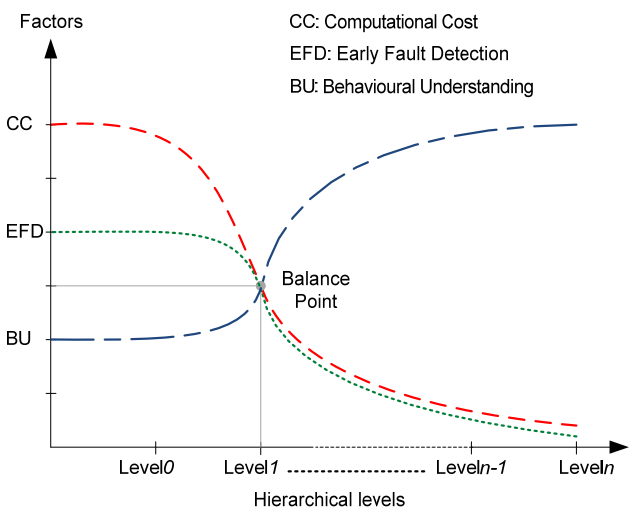 Factors
CC: Computational Cost
EFD: Early Fault Detection
BU: Behavioural Understanding
CC
EFD
Balance
Point
BU
Level0 Level1 Leveln-1 Leveln
Hierarchical levels